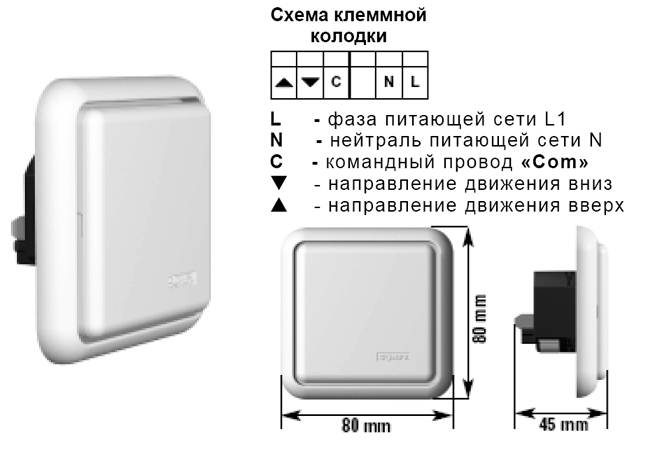 Схема клеммной
колодки
▲ ▼ C N L
L - фаза питающей сети L1
N - нейтраль питающей сети N
C - командный провод «Com»
▼ - направление движения вниз
▲ - направление движения вверх
80 mm
80 mm
45 mm